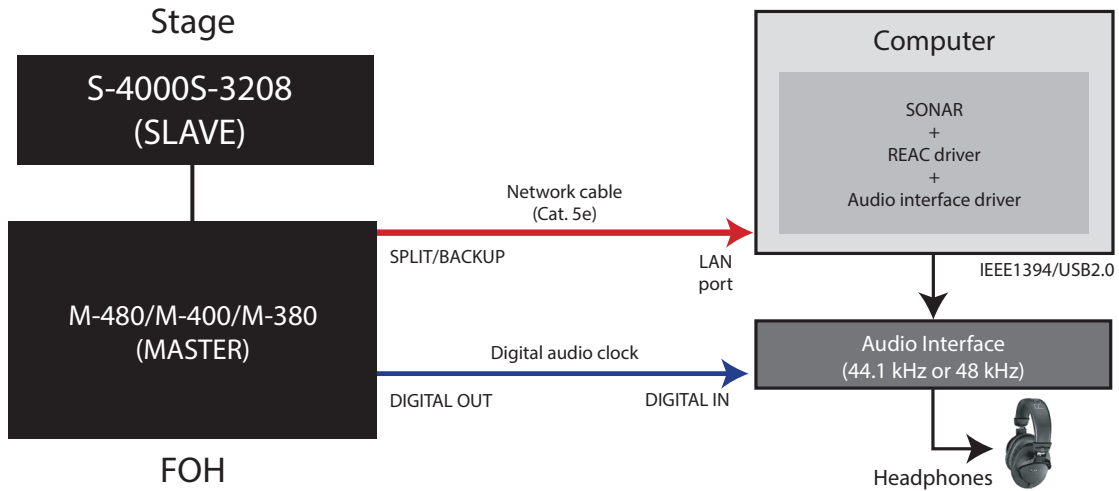 Stage
S-4000S-3208
(SLAVE)
M-480/M-400/M-380
(MASTER)
FOH
Network cable
(Cat. 5e)
SPLIT/BACKUP
LAN
port
Digital audio clock
DIGITAL OUT
DIGITAL IN
Computer
SONAR
+
REAC driver
+
Audio interface driver
IEEE1394/USB2.0
Audio Interface
(44.1 kHz or 48 kHz)
Headphones